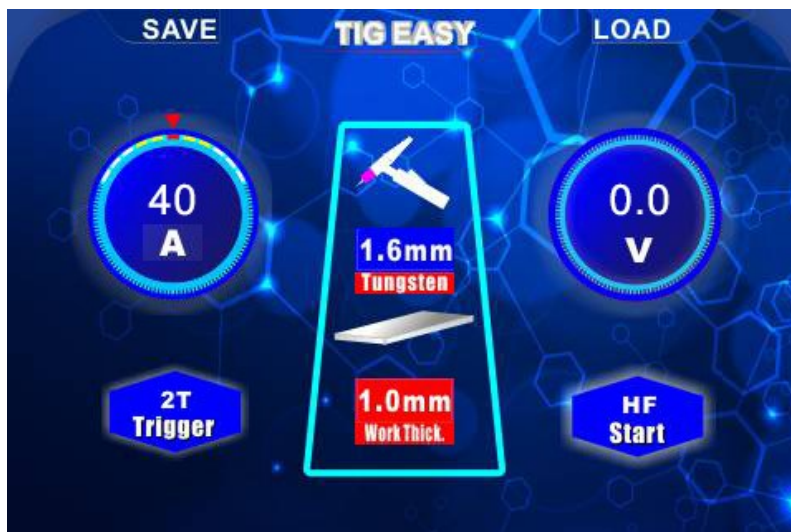 SAVE
TIG EASY
LOAD
40
A
0.0
V
1.6mm
Tungsten
1.0mm
Work Thick.
2T
Trigger
HF
Start